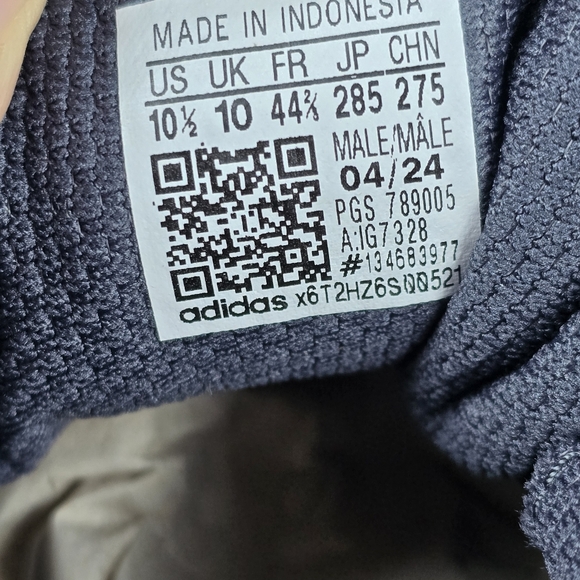 MADE IN INDONESIA
US UK FR JP CHN
10½ 10 44⅔ 285 275
MALE/MÂLE
04/24
PGS 789005
A:IG7328
#134683977
adidas x6T2HZ6S00521